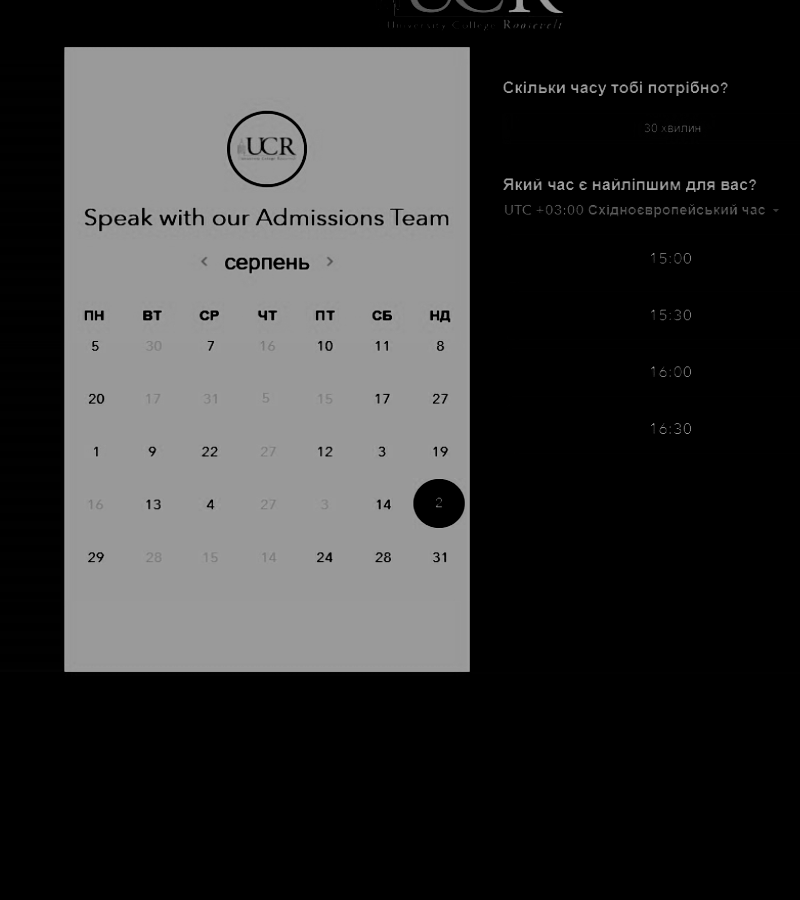 UCR
University College Roosevelt
UCR
Speak with our Admissions Team
серпень
ПН ВТ СР ЧТ ПТ СБ НД
5 30 7 16 10 11 8
20 17 31 5 15 17 27
1 9 22 27 12 3 19
16 13 4 27 3 14 2
29 28 15 14 24 28 31
Скільки часу тобі потрібно?
30 хвилин
Який час є найліпшим для вас?
UTC +03:00 Східноєвропейський час
15:00
15:30
16:00
16:30